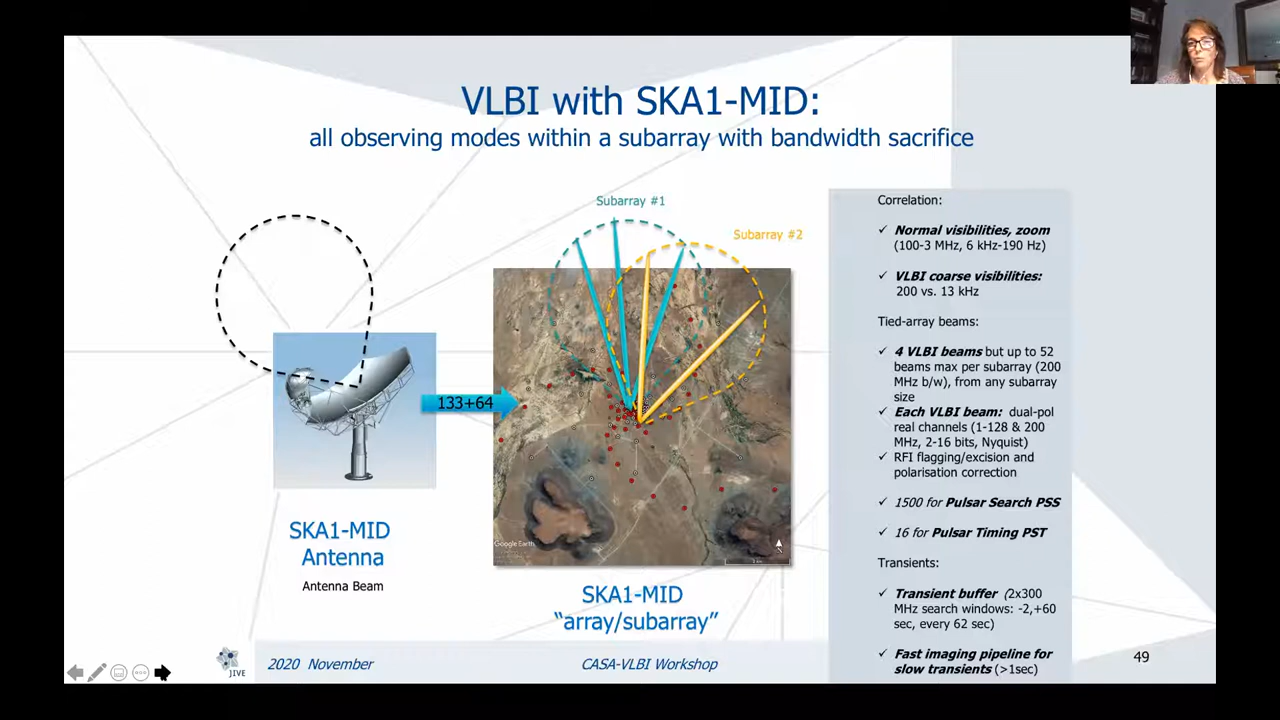 VLBI with SKA1-MID:
all observing modes within a subarray with bandwidth sacrifice
Subarray #1
Subarray #2
133+64
Google Earth
SKA1-MID
Antenna
Antenna Beam
SKA1-MID
“array/subarray”
Correlation:
✓ Normal visibilities, zoom
(100-3 MHz, 6 kHz-190 Hz)
✓ VLBI coarse visibilities:
200 vs. 13 kHz
Tied-array beams:
✓ 4 VLBI beams but up to 52
beams max per subarray (200
MHz b/w), from any subarray
size
✓ Each VLBI beam: dual-pol
real channels (1-128 & 200
MHz, 2-16 bits, Nyquist)
✓ RFI flagging/excision and
polarisation correction
✓ 1500 for Pulsar Search PSS
✓ 16 for Pulsar Timing PST
Transients:
✓ Transient buffer (2x300
MHz search windows: -2,+60
sec, every 62 sec)
✓ Fast imaging pipeline for
slow transients (>1sec)
JIVE
2020 November
CASA-VLBI Workshop
49